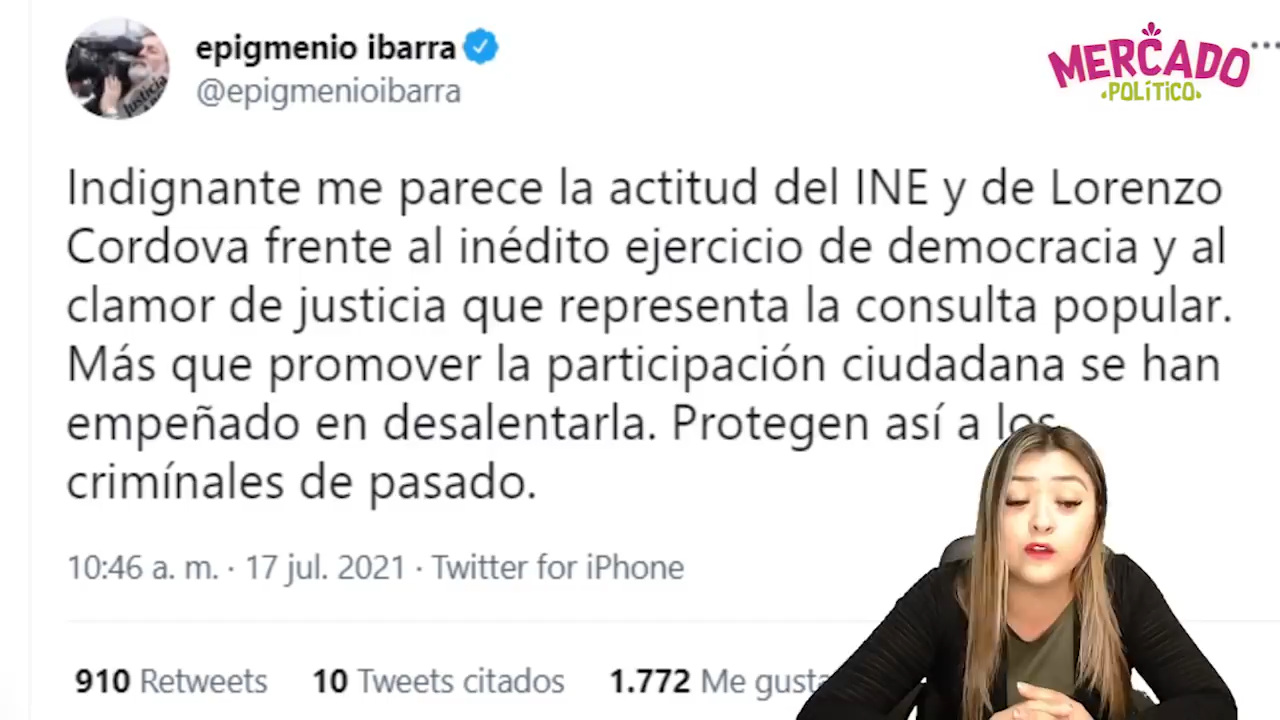 epigmenio ibarra
@epigmenioibarra
MERCADO
POLÍTICO
Indignante me parece la actitud del INE y de Lorenzo
Cordova frente al inédito ejercicio de democracia y al
clamor de justicia que representa la consulta popular.
Más que promover la participación ciudadana se han
empeñado en desalentarla. Protegen así a los
crimínales de pasado.
10:46 a. m. · 17 jul. 2021 · Twitter for iPhone
910 Retweets 10 Tweets citados 1.772 Me gusta